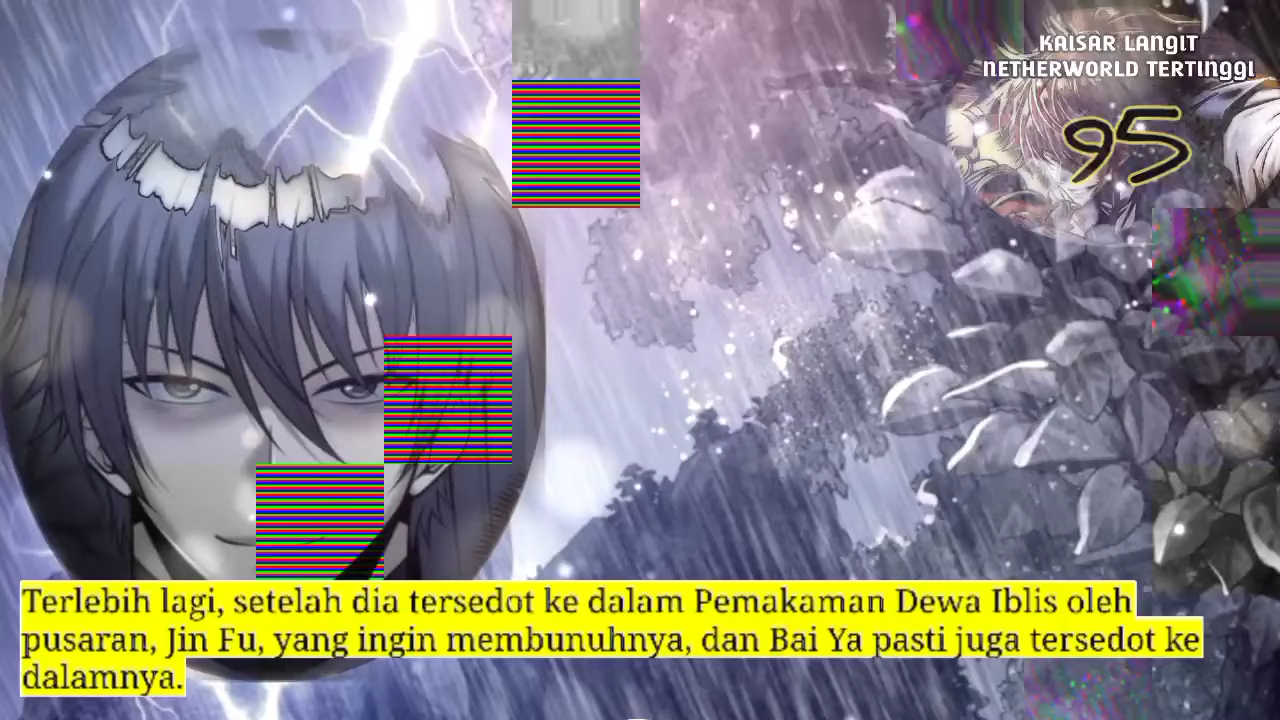 KAISAR LANGIT
NETHERWORLD TERTINGGI
95
Terlebih lagi, setelah dia tersedot ke dalam Pemakaman Dewa Iblis oleh
pusaran, Jin Fu, yang ingin membunuhnya, dan Bai Ya pasti juga tersedot ke
dalamnya.